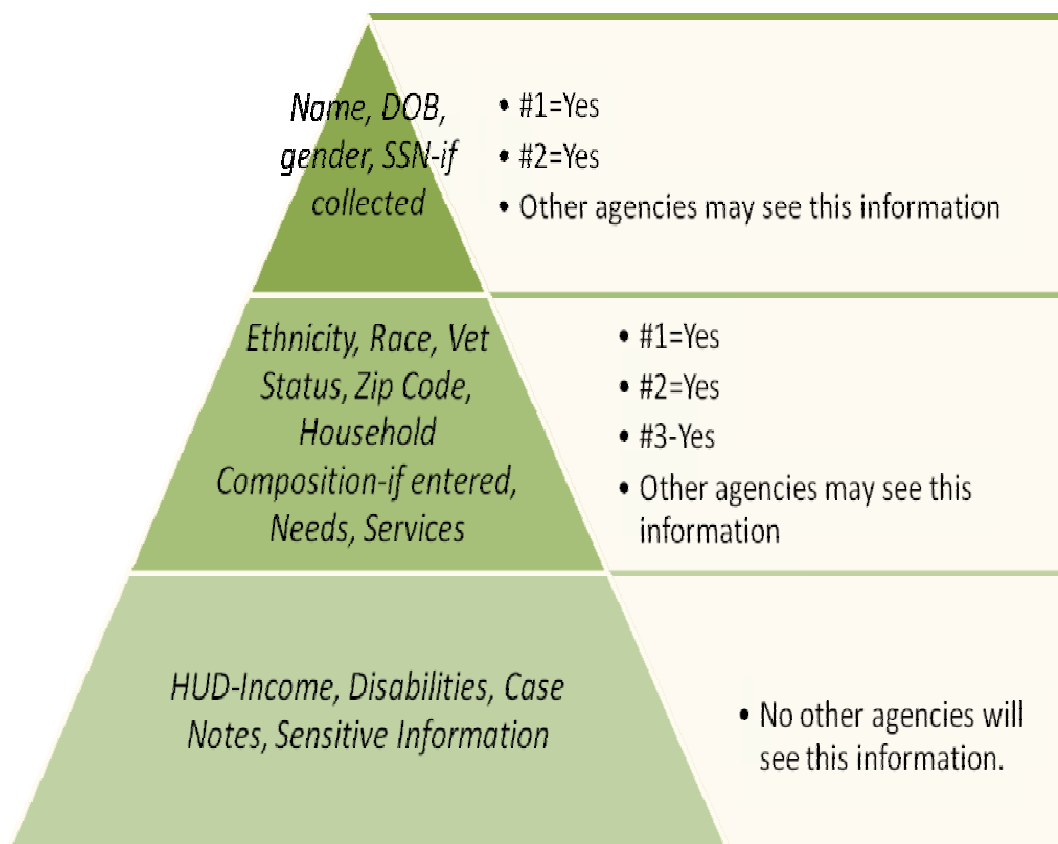 Name, DOB,
gender, SSN-if
collected
• #1=Yes
• #2=Yes
• Other agencies may see this information
Ethnicity, Race, Vet
Status, Zip Code,
Household
Composition-if entered,
Needs, Services
• #1=Yes
• #2=Yes
• #3-Yes
• Other agencies may see this
information
HUD-Income, Disabilities, Case
Notes, Sensitive Information
• No other agencies will
see this information.